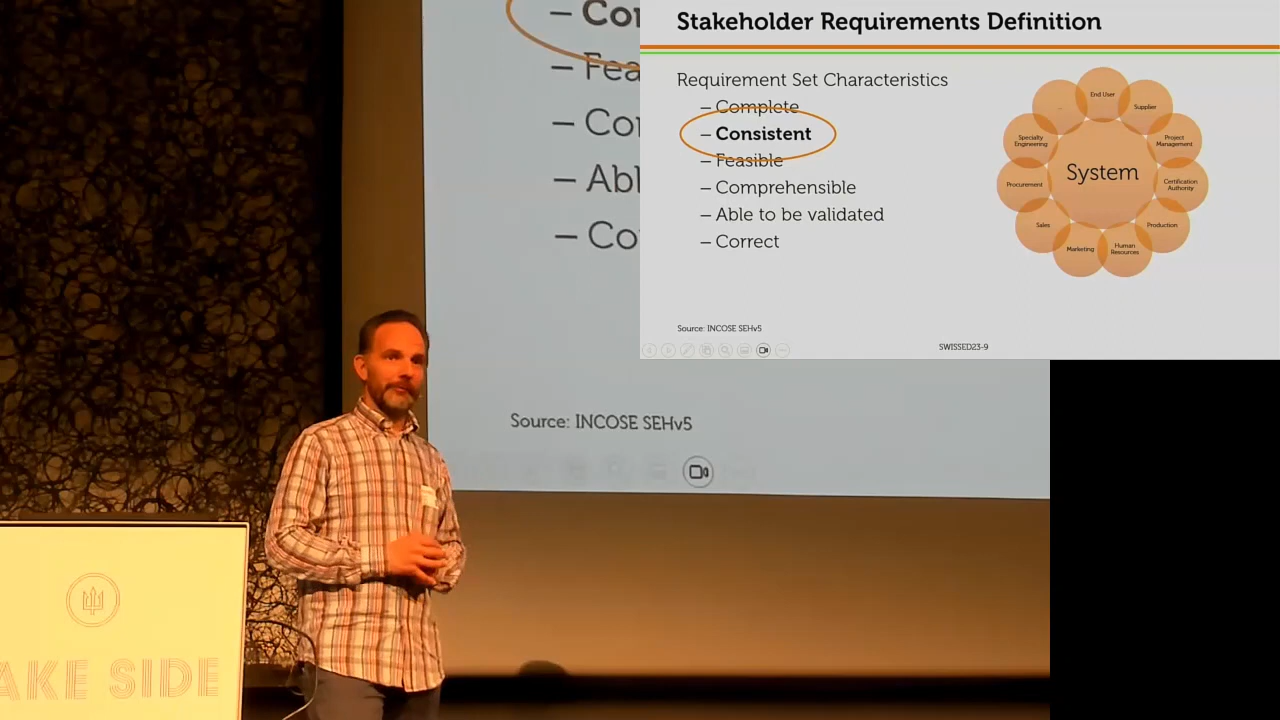 Stakeholder Requirements Definition
Requirement Set Characteristics
– Complete
– Consistent
– Feasible
– Comprehensible
– Able to be validated
– Correct
End User
Supplier
Project
Management
Certification
Authority
Production
Human
Resources
Marketing
Sales
Procurement
Specialty
Engineering
...
System
Source: INCOSE SEHv5
SWISSED23-9
– Con
– Fea
– Co
– Abl
– Co
Source: INCOSE SEHv5
AKE SIDE